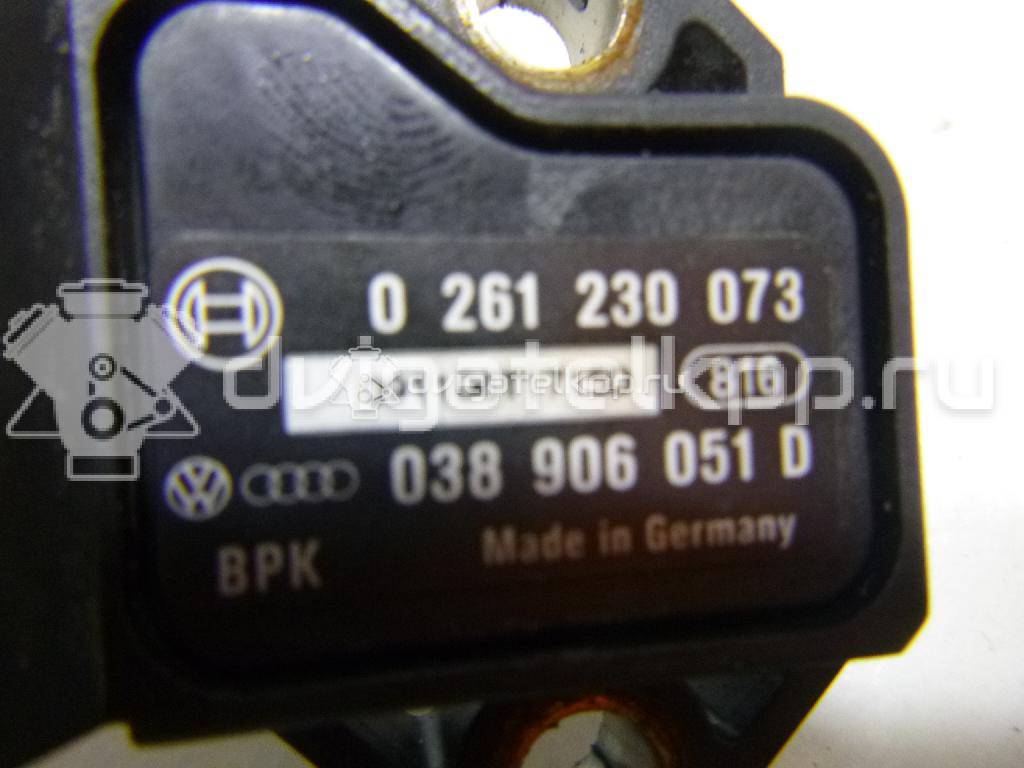 0 261 230 073
816
038 906 051 D
BPK
Made in Germany
dvigatelkpp.ru